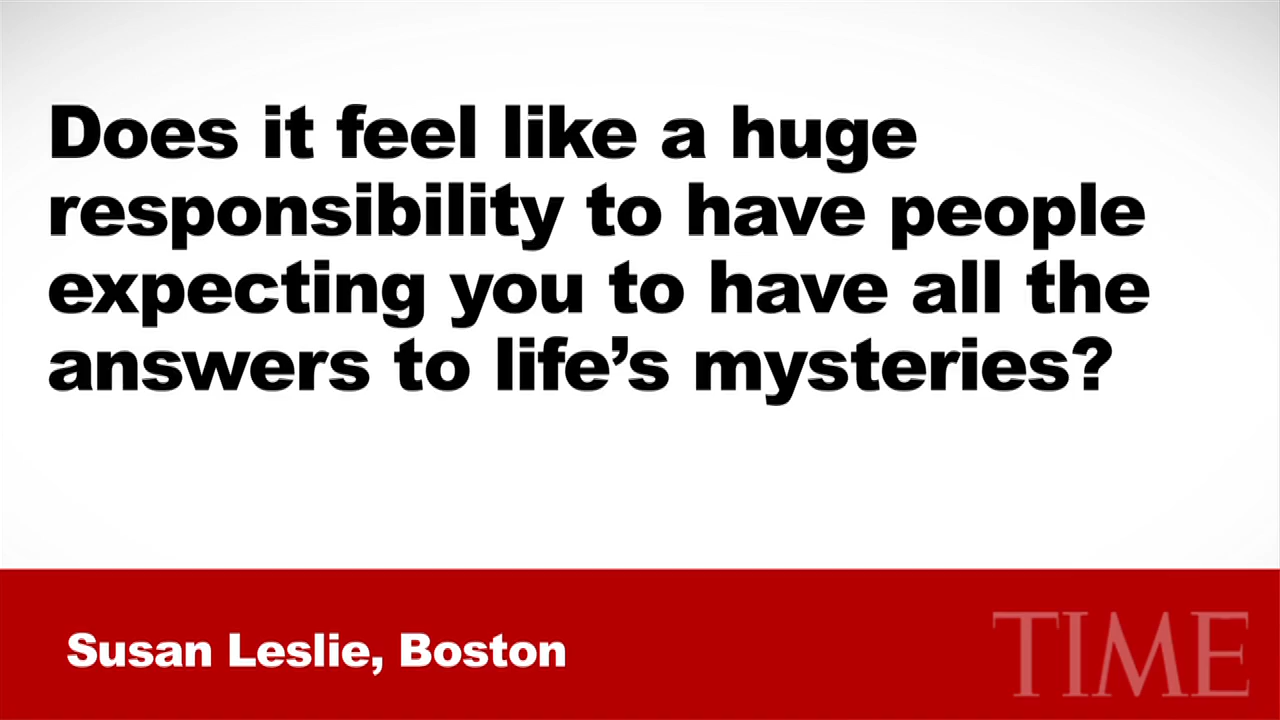 Does it feel like a huge
responsibility to have people
expecting you to have all the
answers to life’s mysteries?
Susan Leslie, Boston
TIME